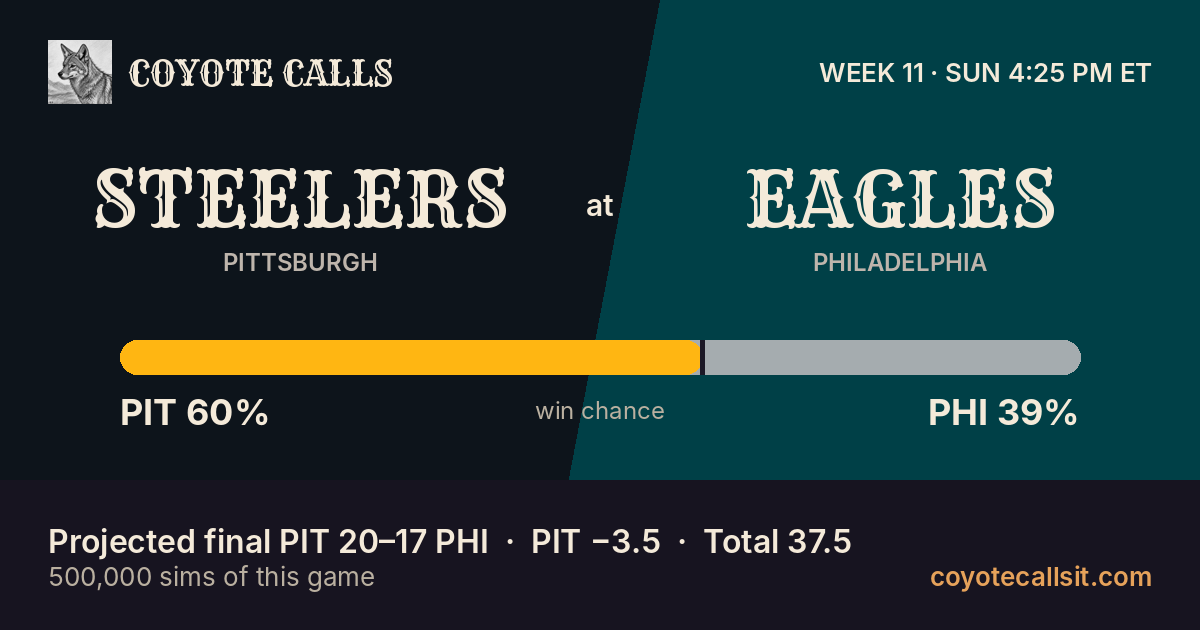 COYOTE CALLS
WEEK 11 · SUN 4:25 PM ET
STEELERS at EAGLES
PITTSBURGH
PHILADELPHIA
PIT 60%
win chance
PHI 39%
Projected final PIT 20–17 PHI · PIT −3.5 · Total 37.5
500,000 sims of this game
coyotecallsit.com